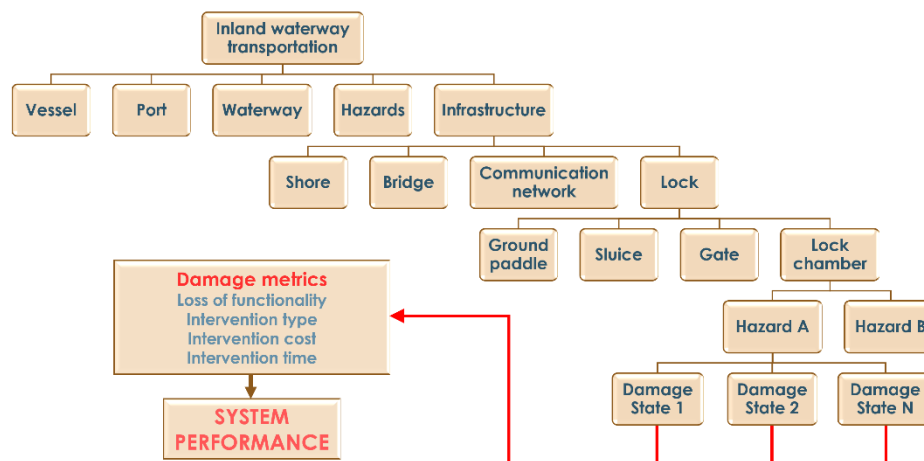 Inland waterway
transportation
Vessel
Port
Waterway
Hazards
Infrastructure
Shore
Bridge
Communication
network
Lock
Ground
paddle
Sluice
Gate
Lock
chamber
Damage metrics
Loss of functionality
Intervention type
Intervention cost
Intervention time
Hazard A
Hazard B
Damage
State 1
Damage
State 2
Damage
State N
SYSTEM
PERFORMANCE